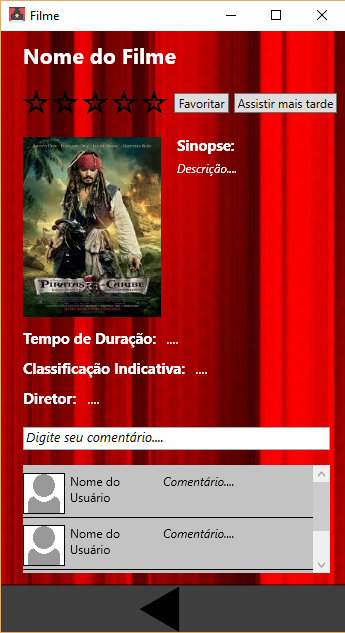 Filme
Nome do Filme
Favoritar
Assistir mais tarde
Sinopse:
Descrição....
PIRATAS DO CARIBE
Tempo de Duração: ....
Classificação Indicativa: ....
Diretor: ....
Digite seu comentário....
Nome do
Usuário
Comentário....
Nome do
Usuário
Comentário....